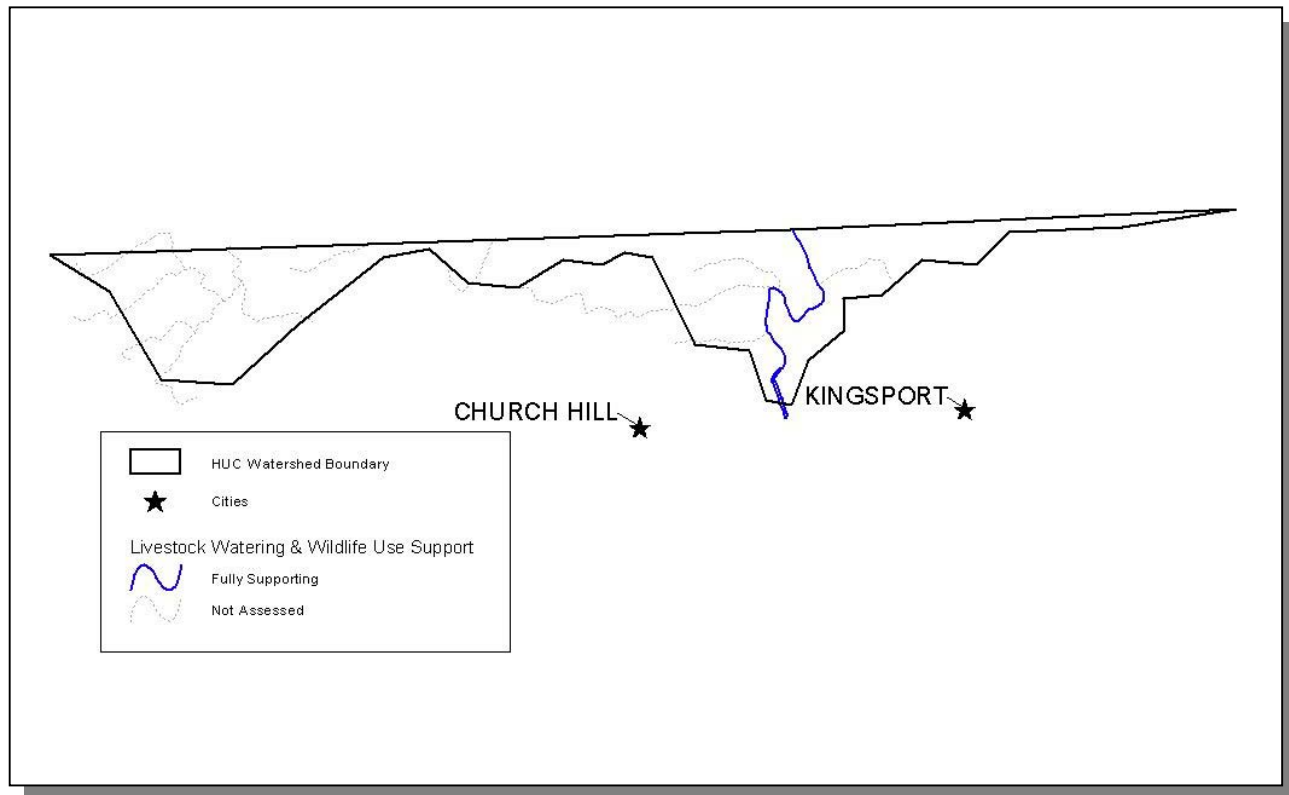 CHURCH HILL
KINGSPORT
HUC Watershed Boundary
Cities
Livestock Watering & Wildlife Use Support
Fully Supporting
Not Assessed